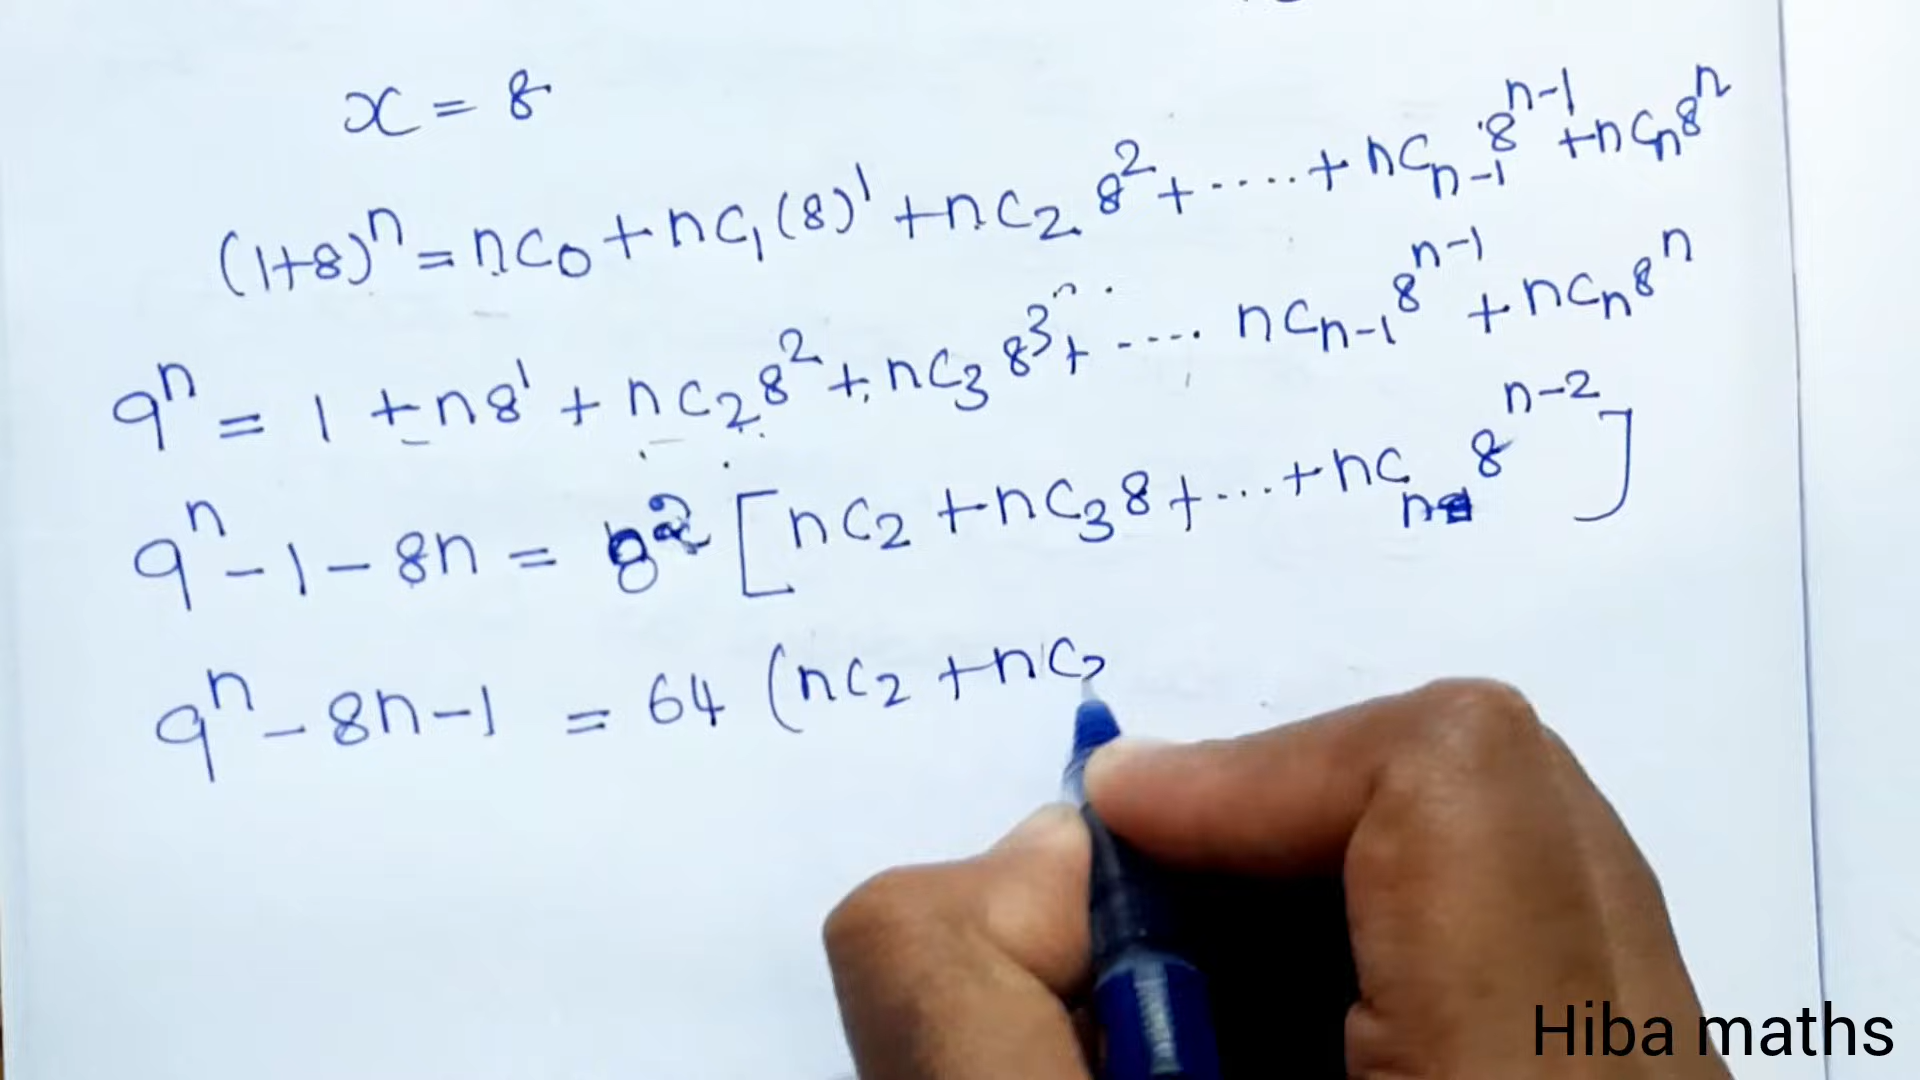 x = 8
(1+8)^n = nC0 + nC1 (8)^1 + nC2 8^2 + ..... + nC_{n-1} 8^{n-1} + nC_n 8^n
9^n = 1 + n8^1 + nC2 8^2 + nC3 8^3 + ..... nC_{n-1} 8^{n-1} + nC_n 8^n
9^n - 1 - 8n = 8^2 [nC2 + nC3 8 + ... + nC_n 8^{n-2}]
9^n - 8n - 1 = 64 (nC2 + nC
Hiba maths